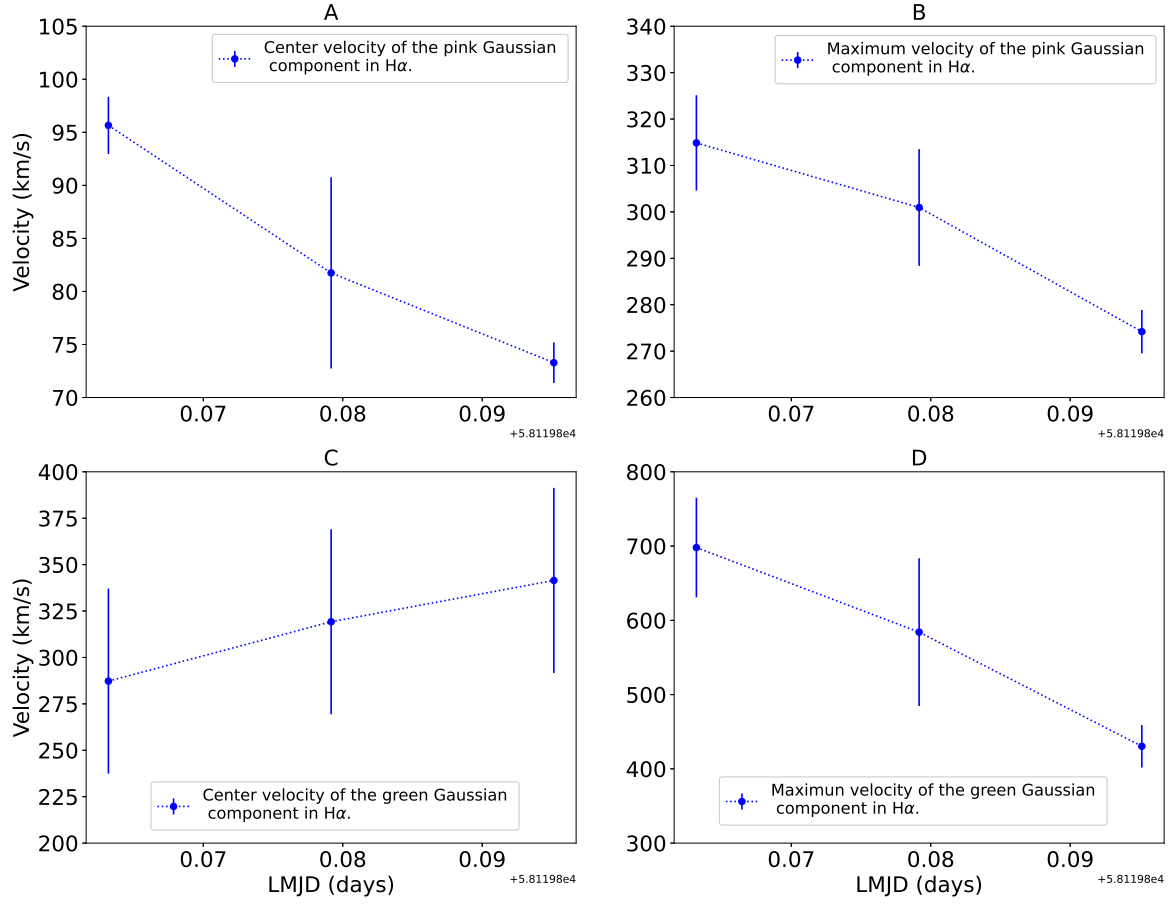 A
105
100
95
90
85
80
75
70
Velocity (km/s)
Center velocity of the pink Gaussian
component in Hα.
0.07 0.08 0.09
+5.81198e4
B
340
330
320
310
300
290
280
270
260
Maximum velocity of the pink Gaussian
component in Hα.
0.07 0.08 0.09
+5.81198e4
C
400
375
350
325
300
275
250
225
200
Velocity (km/s)
Center velocity of the green Gaussian
component in Hα.
0.07 0.08 0.09
LMJD (days)
+5.81198e4
D
800
700
600
500
400
300
Maximun velocity of the green Gaussian
component in Hα.
0.07 0.08 0.09
LMJD (days)
+5.81198e4